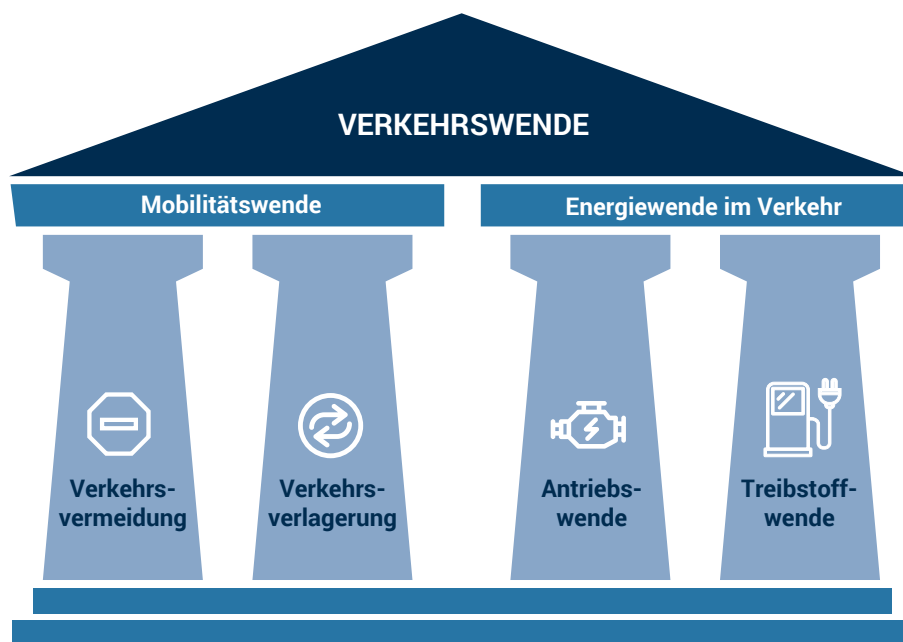 VERKEHRSWENDE
Mobilitätswende
Energiewende im Verkehr
Verkehrs-
vermeidung
Verkehrs-
verlagerung
Antriebs-
wende
Treibstoff-
wende